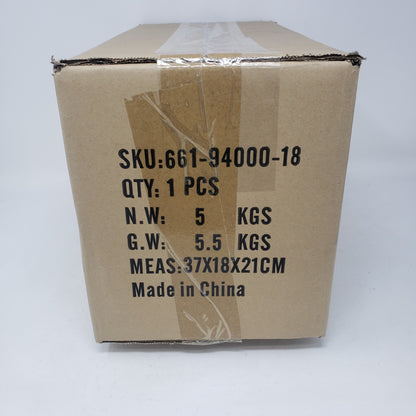 SKU:661-94000-18
QTY: 1 PCS
N.W: 5 KGS
G.W: 5.5 KGS
MEAS:37X18X21CM
Made in China